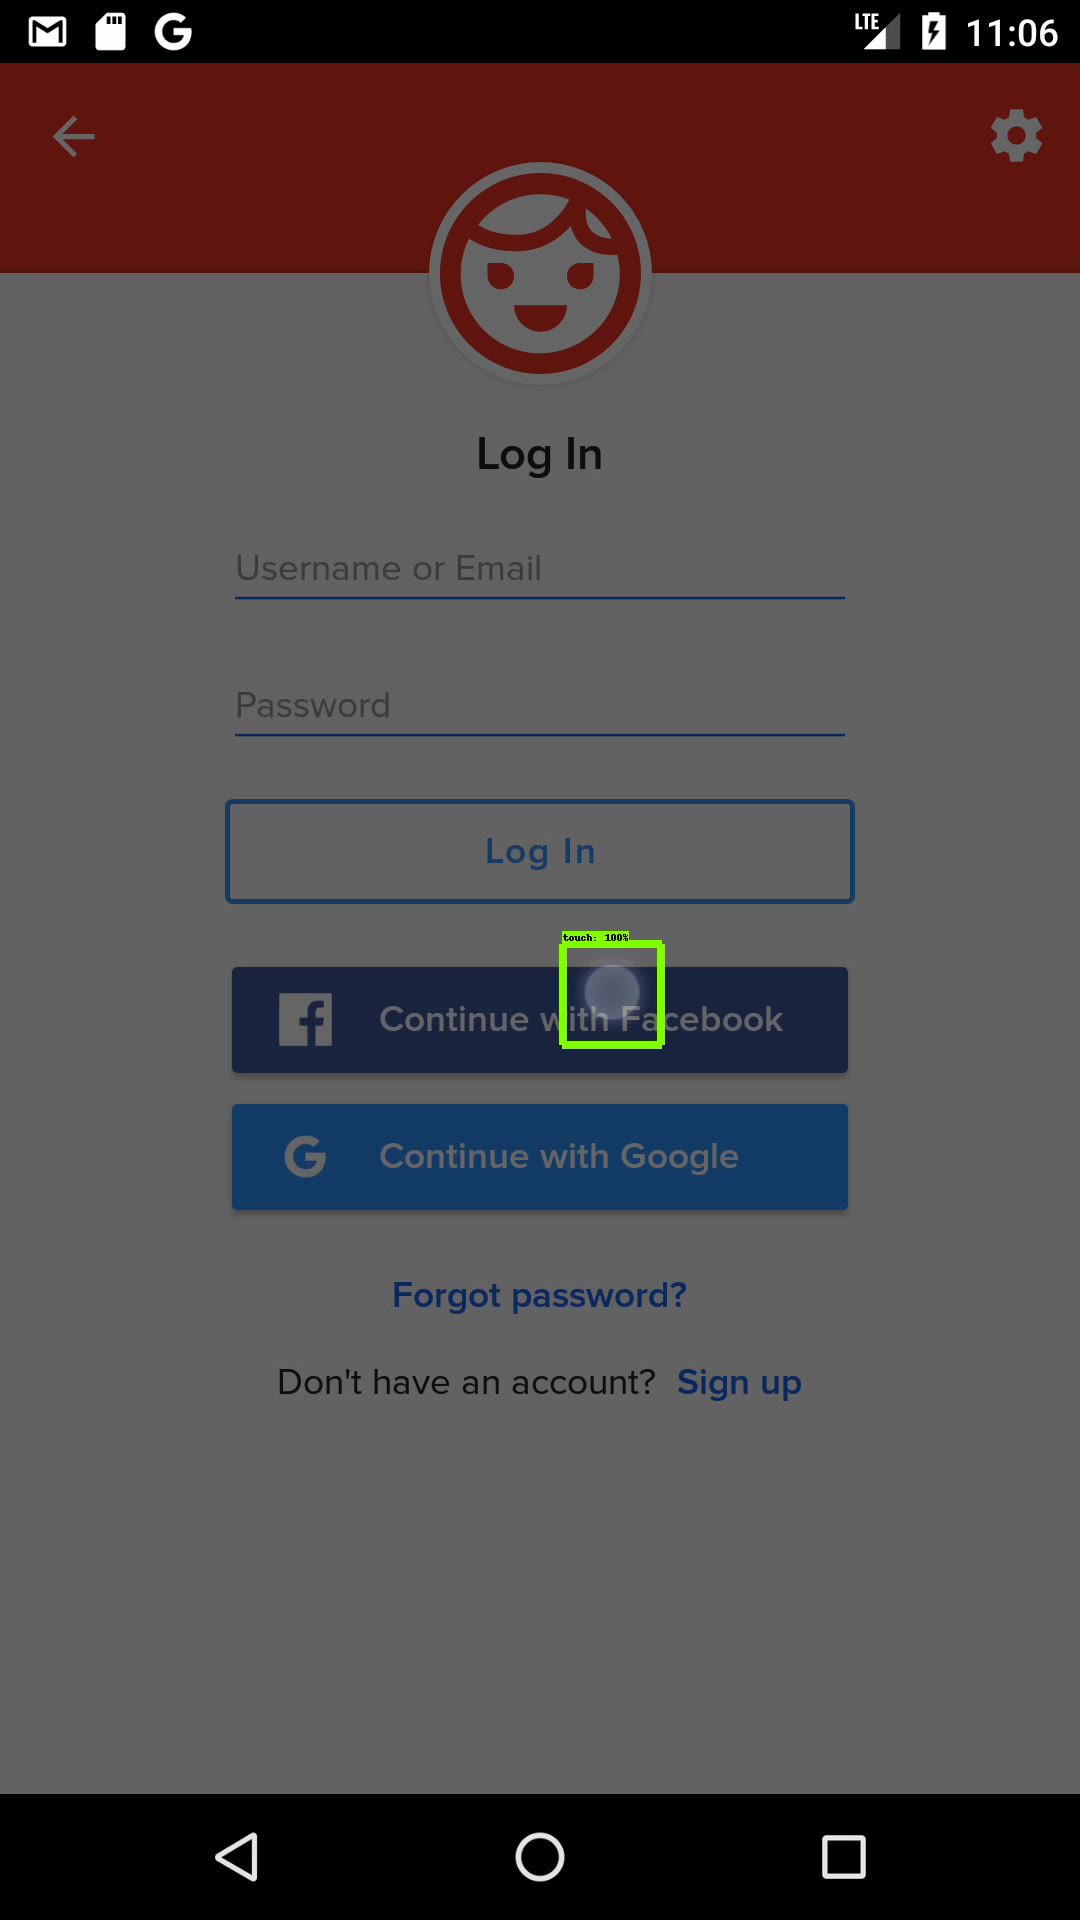 LTE 11:06
Log In
Username or Email
Password
Log In
touch: 100%
Continue with Facebook
Continue with Google
Forgot password?
Don't have an account? Sign up